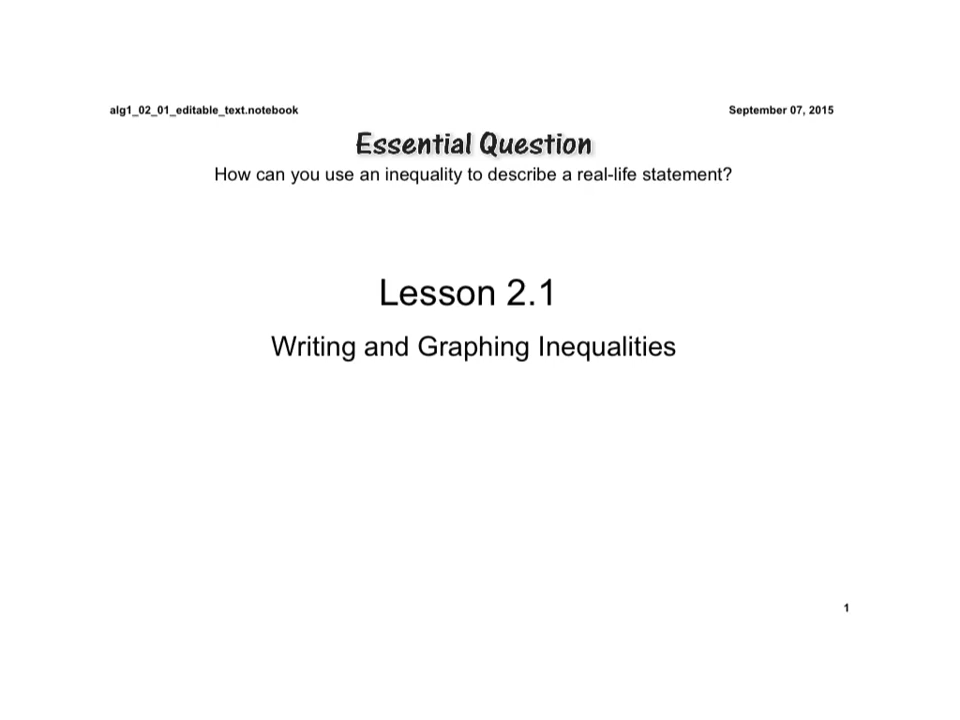 alg1_02_01_editable_text.notebook
September 07, 2015
Essential Question
How can you use an inequality to describe a real-life statement?
Lesson 2.1
Writing and Graphing Inequalities
1